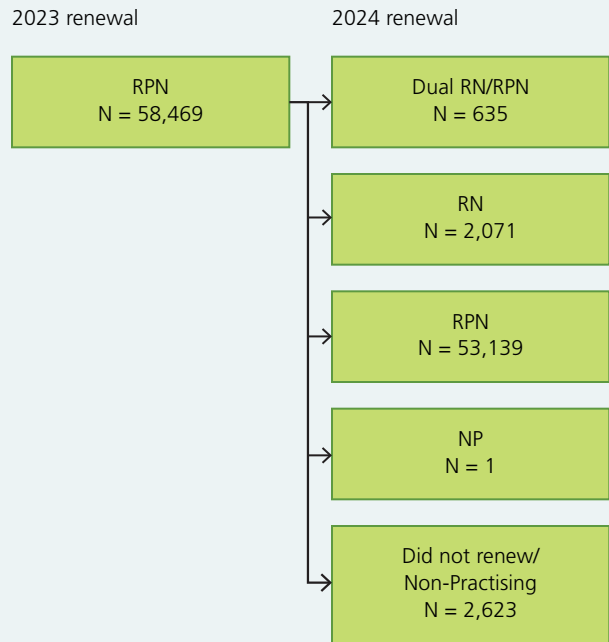 2023 renewal
2024 renewal
RPN
N = 58,469
Dual RN/RPN
N = 635
RN
N = 2,071
RPN
N = 53,139
NP
N = 1
Did not renew/
Non-Practising
N = 2,623